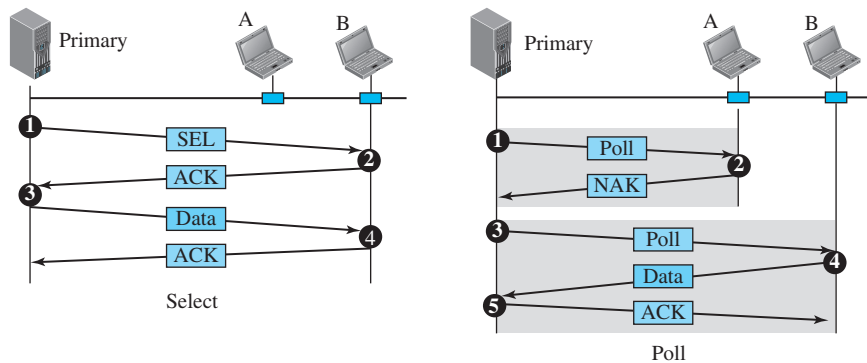 A
B
Primary
1
SEL
2
ACK
3
Data
4
ACK
Select
A
B
Primary
1
Poll
2
NAK
3
Poll
4
Data
5
ACK
Poll